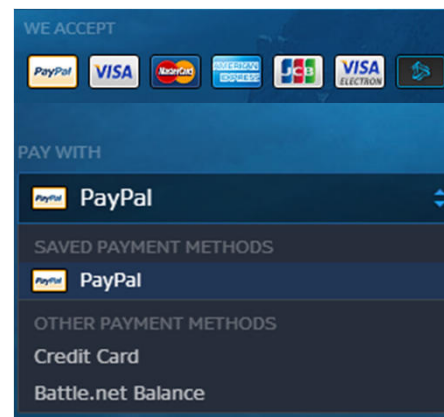 WE ACCEPT
PayPal VISA MasterCard AMERICAN EXPRESS JCB VISA ELECTRON
PAY WITH
PayPal PayPal
SAVED PAYMENT METHODS
PayPal PayPal
OTHER PAYMENT METHODS
Credit Card
Battle.net Balance